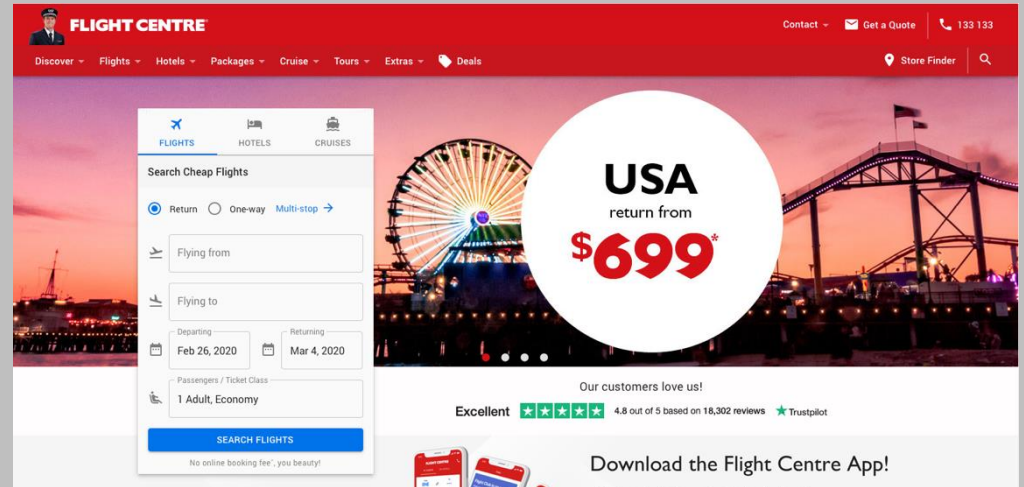 FLIGHT CENTRE
Contact
Get a Quote
133 133
Discover
Flights
Hotels
Packages
Cruise
Tours
Extras
Deals
Store Finder
FLIGHTS
HOTELS
CRUISES
Search Cheap Flights
Return
One-way
Multi-stop
Flying from
Flying to
Departing
Feb 26, 2020
Returning
Mar 4, 2020
Passengers / Ticket Class
1 Adult, Economy
SEARCH FLIGHTS
No online booking fee*, you beauty!
USA
return from
$699*
Our customers love us!
Excellent
4.8 out of 5 based on 18,302 reviews
Trustpilot
Download the Flight Centre App!